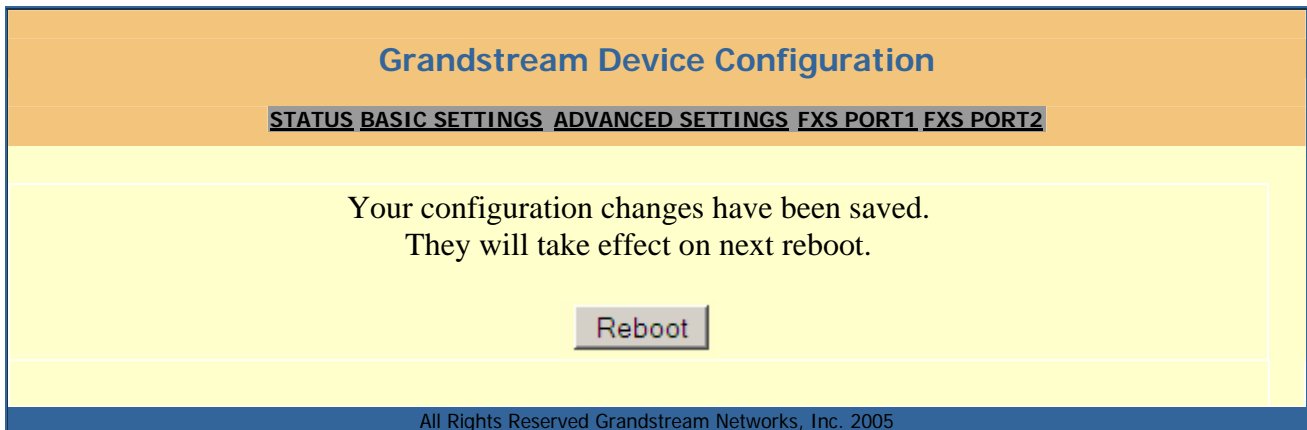 Grandstream Device Configuration
STATUS BASIC SETTINGS ADVANCED SETTINGS FXS PORT1 FXS PORT2
Your configuration changes have been saved.
They will take effect on next reboot.
Reboot
All Rights Reserved Grandstream Networks, Inc. 2005